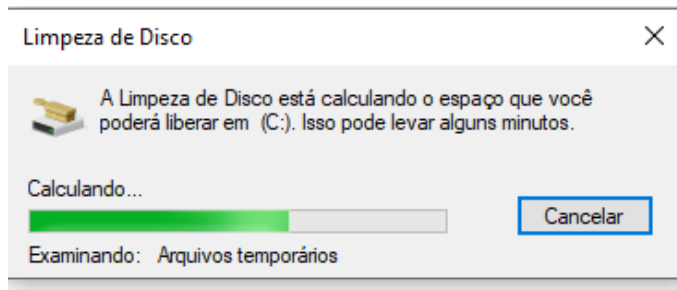 Limpeza de Disco
A Limpeza de Disco está calculando o espaço que você
poderá liberar em  (C:). Isso pode levar alguns minutos.
Calculando...
Cancelar
Examinando:   Arquivos temporários